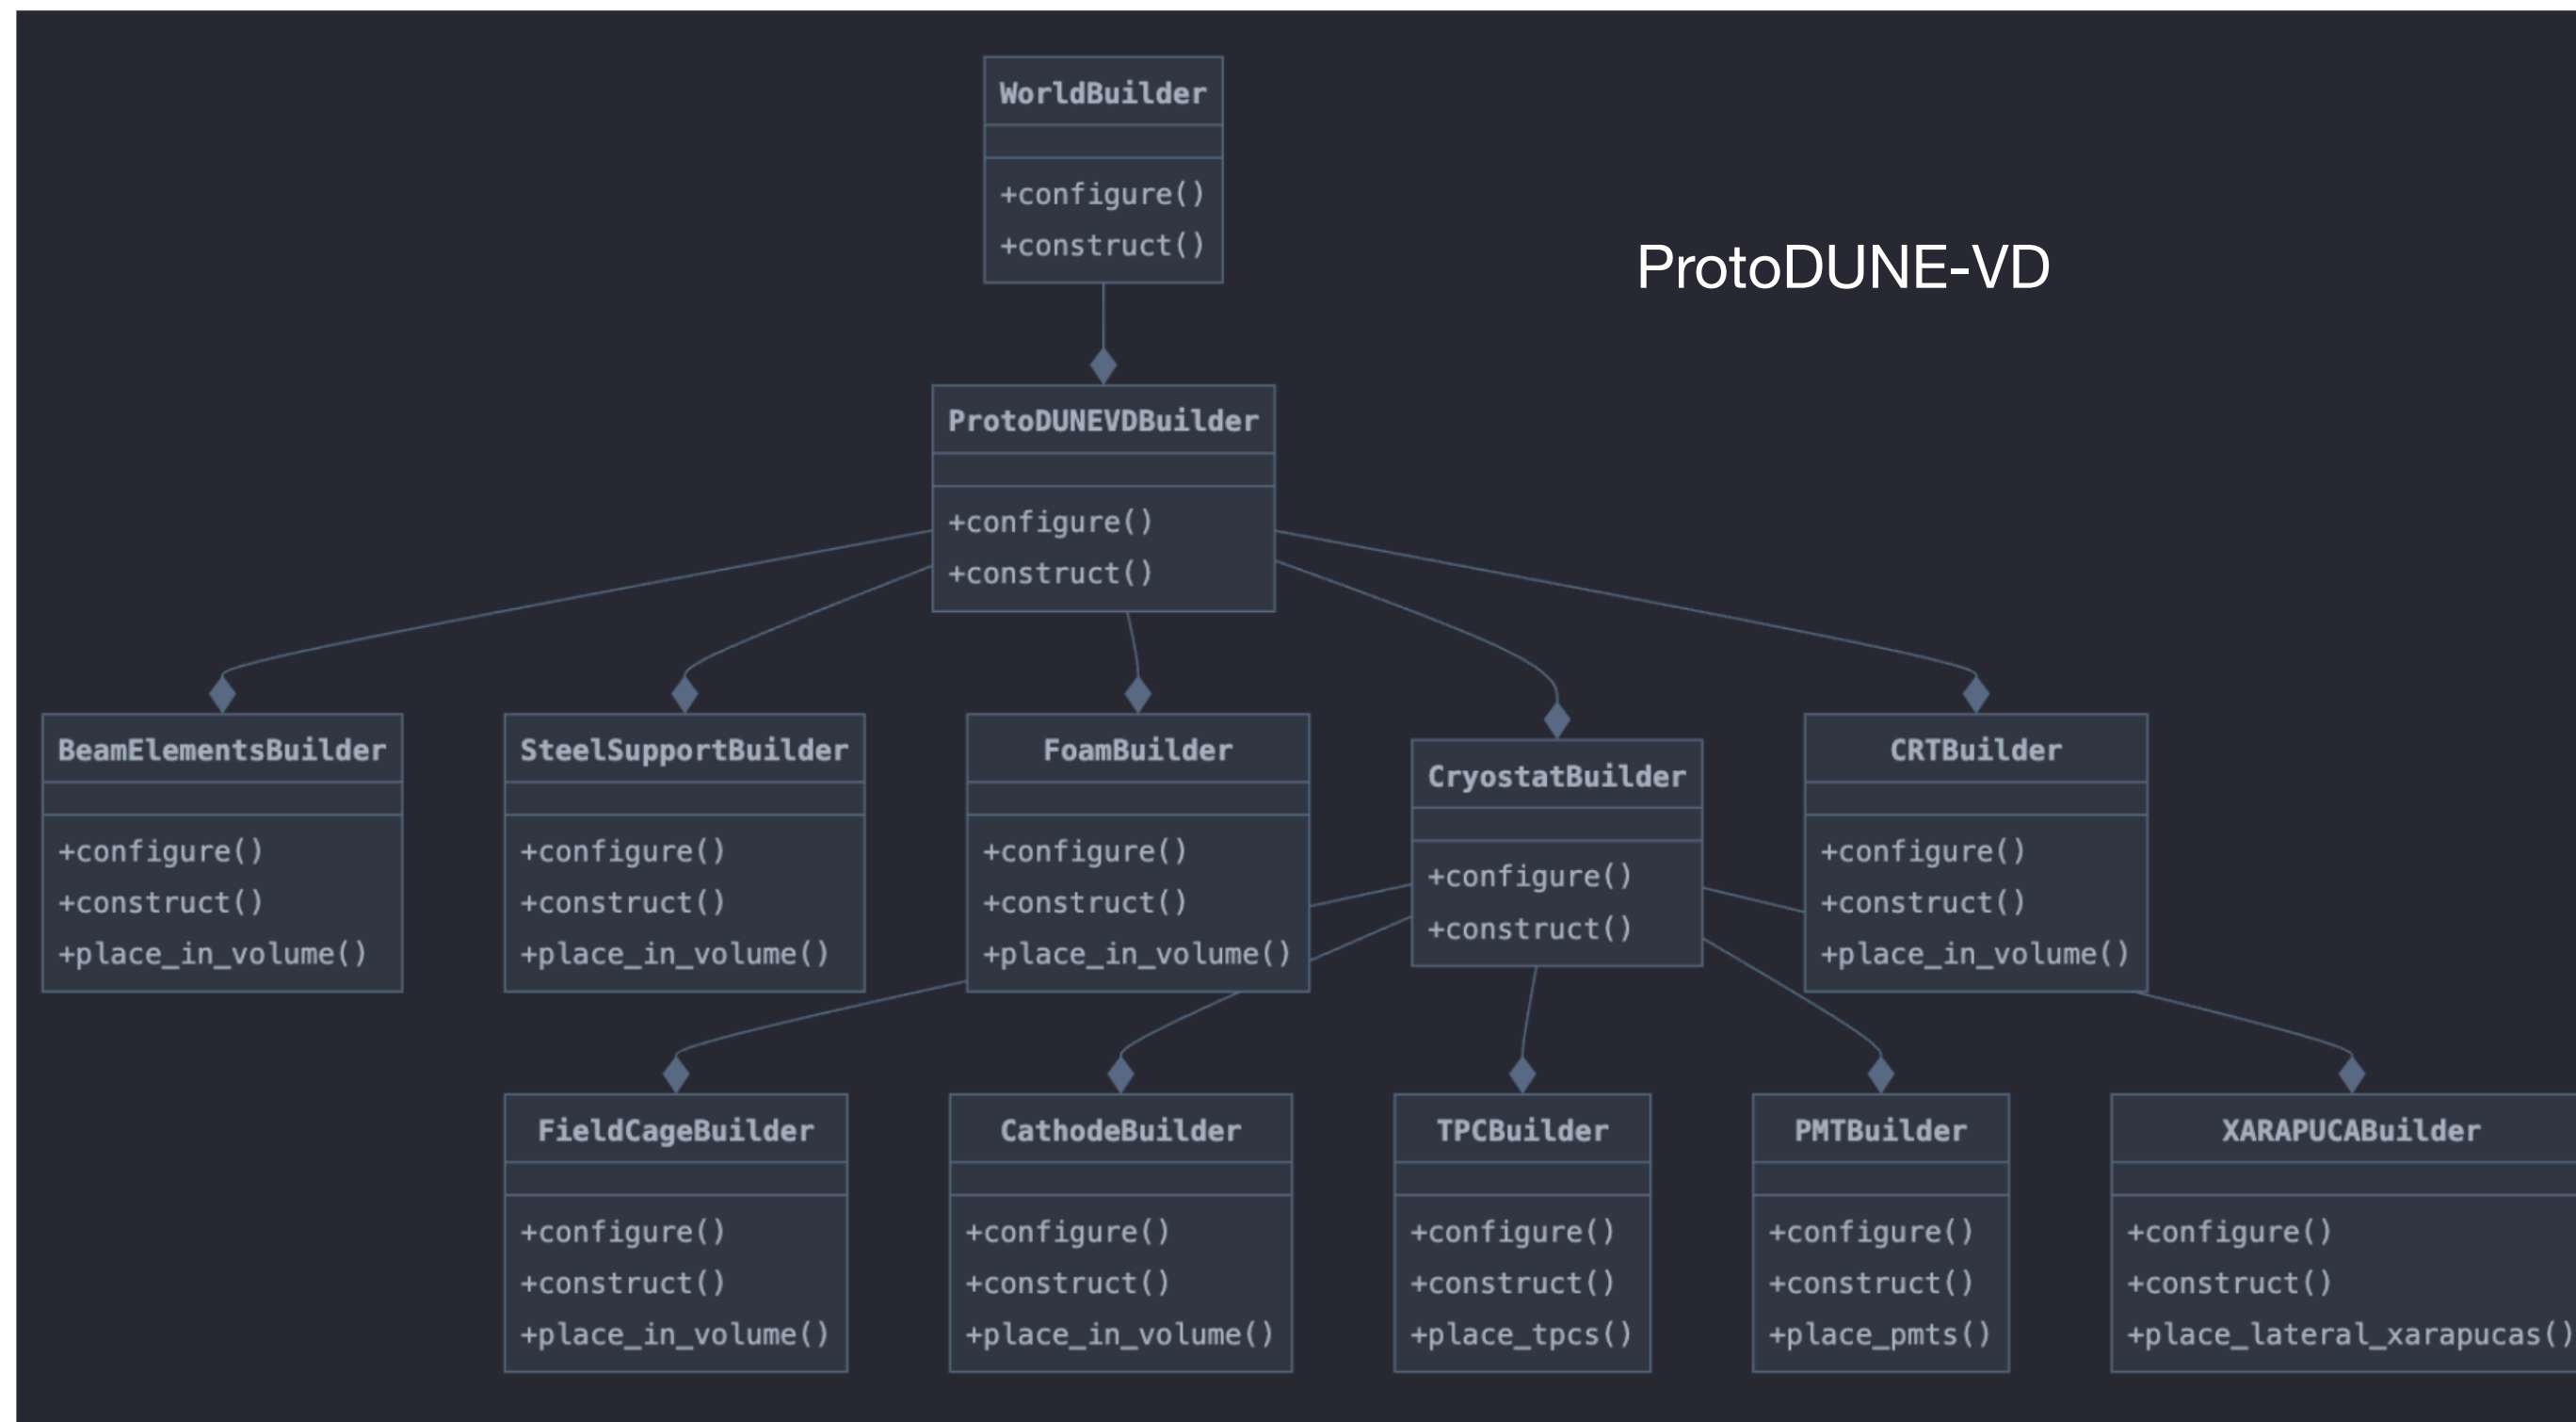 WorldBuilder
+configure()
+construct()
ProtoDUNE-VD
ProtoDUNEVDBuilder
+configure()
+construct()
BeamElementsBuilder
+configure()
+construct()
+place_in_volume()
SteelSupportBuilder
+configure()
+construct()
+place_in_volume()
FoamBuilder
+configure()
+construct()
+place_in_volume()
CryostatBuilder
+configure()
+construct()
CRTBuilder
+configure()
+construct()
+place_in_volume()
FieldCageBuilder
+configure()
+construct()
+place_in_volume()
CathodeBuilder
+configure()
+construct()
+place_in_volume()
TPCBuilder
+configure()
+construct()
+place_tpcs()
PMTBuilder
+configure()
+construct()
+place_pmts()
XARAPUCABuilder
+configure()
+construct()
+place_lateral_xarapucas()